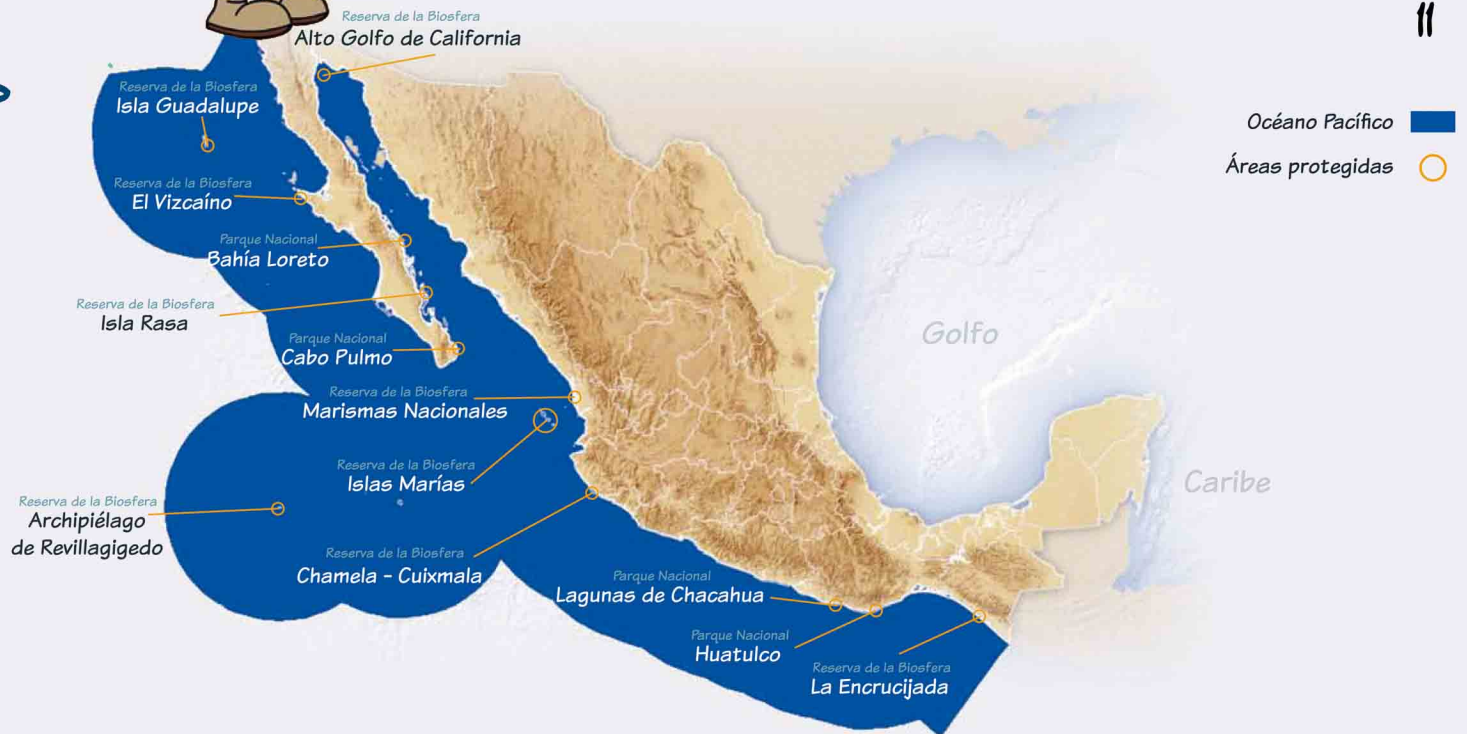 11
Reserva de la Biosfera
Alto Golfo de California
Reserva de la Biosfera
Isla Guadalupe
Océano Pacífico
Áreas protegidas
Reserva de la Biosfera
El Vizcaíno
Parque Nacional
Bahía Loreto
Reserva de la Biosfera
Isla Rasa
Parque Nacional
Cabo Pulmo
Golfo
Reserva de la Biosfera
Marismas Nacionales
Reserva de la Biosfera
Islas Marías
Caribe
Reserva de la Biosfera
Archipiélago
de Revillagigedo
Reserva de la Biosfera
Chamela - Cuixmala
Parque Nacional
Lagunas de Chacahua
Parque Nacional
Huatulco
Reserva de la Biosfera
La Encrucijada